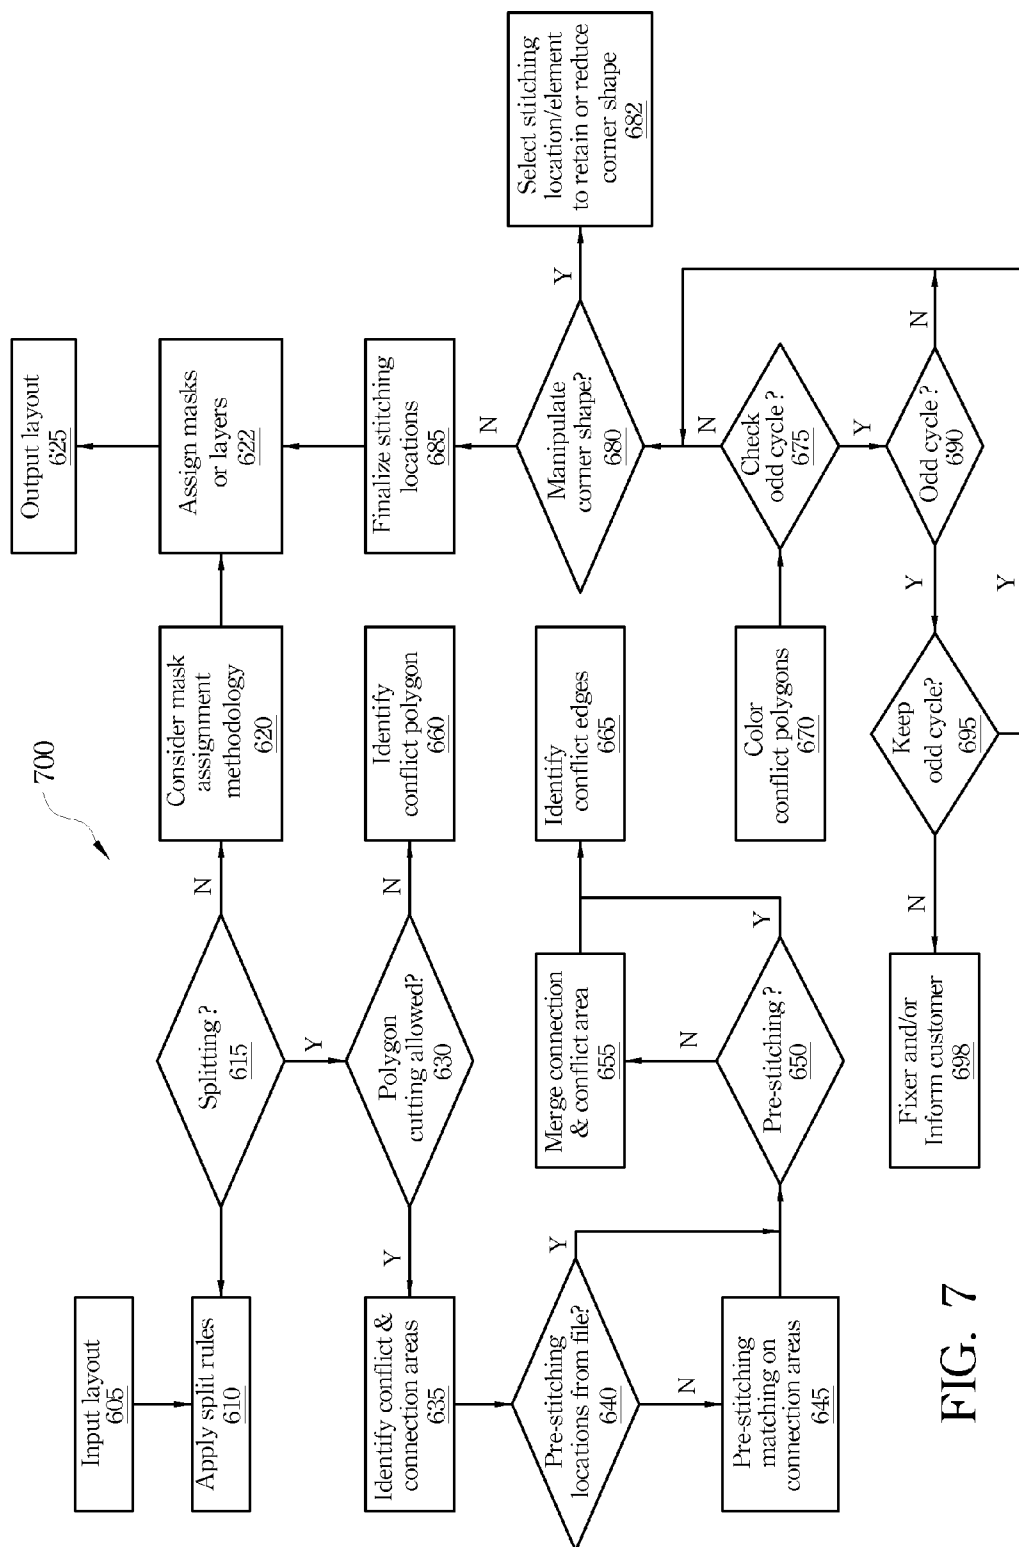 700
Input layout
605
Apply split rules
610
Splitting ?
615
N
Y
Consider mask
assignment
methodology
620
Assign masks
or layers
622
Output layout
625
Polygon
cutting allowed?
630
Y
N
Identify
conflict polygon
660
Finalize stitching
locations
685
Identify conflict &
connection areas
635
Pre-stitching
locations from file?
640
Y
N
Pre-stitching
matching on
connection areas
645
Pre-stitching ?
650
N
Y
Merge connection
& conflict area
655
Identify
conflict edges
665
Manipulate
corner shape?
680
N
Y
Select stitching
location/element
to retain or reduce
corner shape
682
Color
conflict polygons
670
Check
odd cycle ?
675
N
Y
Odd cycle ?
690
N
Y
Keep
odd cycle?
695
Y
N
Fixer and/or
Inform customer
698
FIG. 7